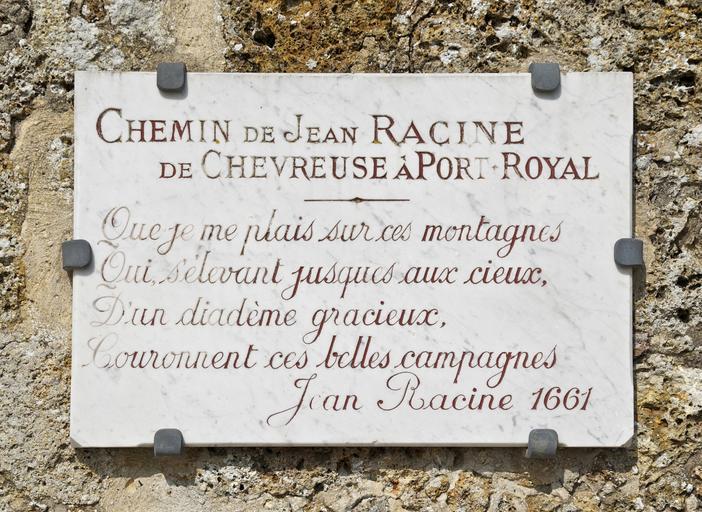 CHEMIN DE JEAN RACINE
DE CHEVREUSE À PORT-ROYAL
Que je me plais sur ces montagnes
Qui, s'élevant jusques aux cieux,
D'un diadème gracieux,
Couronnent ces belles campagnes
Jean Racine 1661